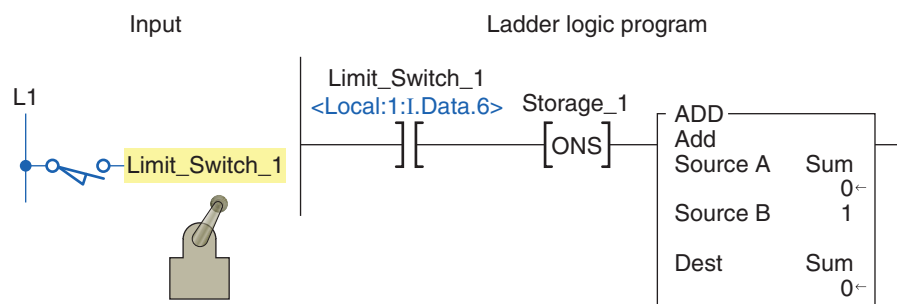 Input
Ladder logic program
L1
Limit_Switch_1
Limit_Switch_1
<Local:1:I.Data.6>
Storage_1
ONS
ADD
Add
Source A Sum
0←
Source B 1
Dest Sum
0←